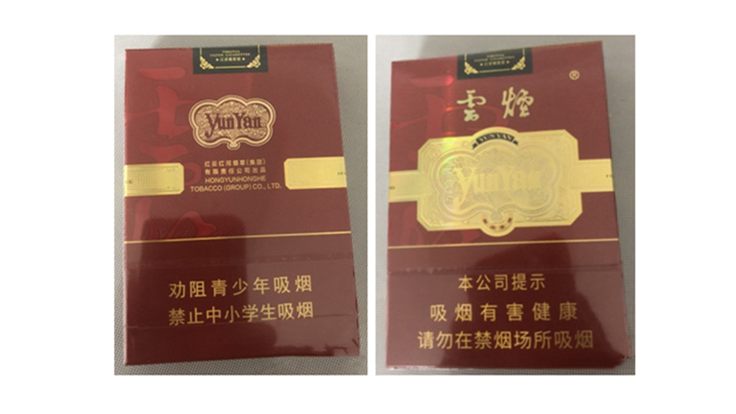 YunYan
红云红河烟草(集团)
有限责任公司出品
HONGYUNHONGHE
TOBACCO (GROUP) CO., LTD.
劝阻青少年吸烟
禁止中小学生吸烟
雲煙
®
YUNYAN
YunYan
本公司提示
吸烟有害健康
请勿在禁烟场所吸烟